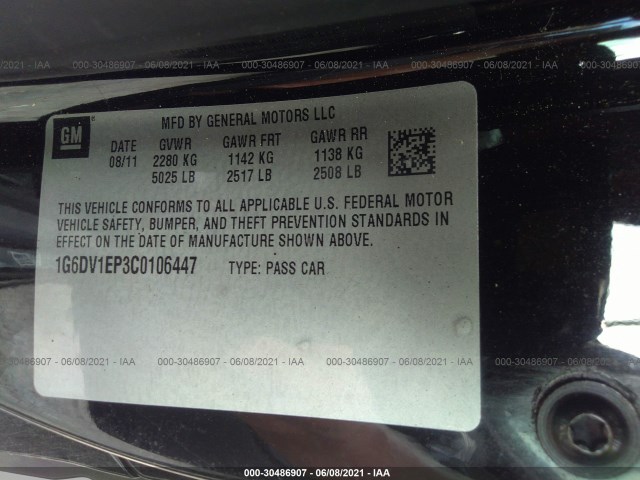 000-30486907 - 06/08/2021 - IAA
GM ®
MFD BY GENERAL MOTORS LLC
DATE GVWR GAWR FRT GAWR RR
08/11 2280 KG 1142 KG 1138 KG
5025 LB 2517 LB 2508 LB
THIS VEHICLE CONFORMS TO ALL APPLICABLE U.S. FEDERAL MOTOR
VEHICLE SAFETY, BUMPER, AND THEFT PREVENTION STANDARDS IN
EFFECT ON THE DATE OF MANUFACTURE SHOWN ABOVE.
1G6DV1EP3C0106447 TYPE: PASS CAR
000-30486907 - 06/08/2021 - IAA
000-30486907 - 06/08/2021 - IAA